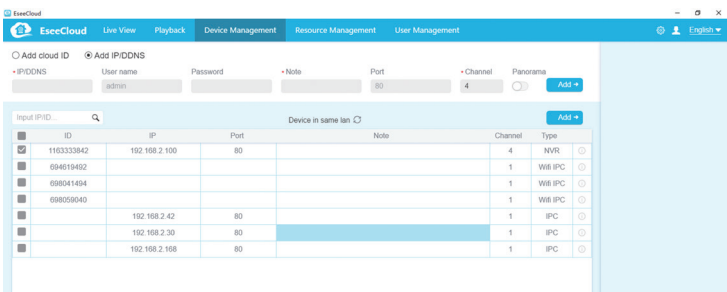 EseeCloud
EseeCloud Live View Playback Device Management Resource Management User Management English
Add cloud ID Add IP/DDNS
* IP/DDNS User name Password * Note Port * Channel Panorama
admin 80 4 Add
Input IP/ID... Device in same lan Add
ID IP Port Note Channel Type
1163333842 192.168.2.100 80 4 NVR
694619492 1 Wifi IPC
698041494 1 Wifi IPC
698059040 1 Wifi IPC
192.168.2.42 80 1 IPC
192.168.2.30 80 1 IPC
192.168.2.168 80 1 IPC